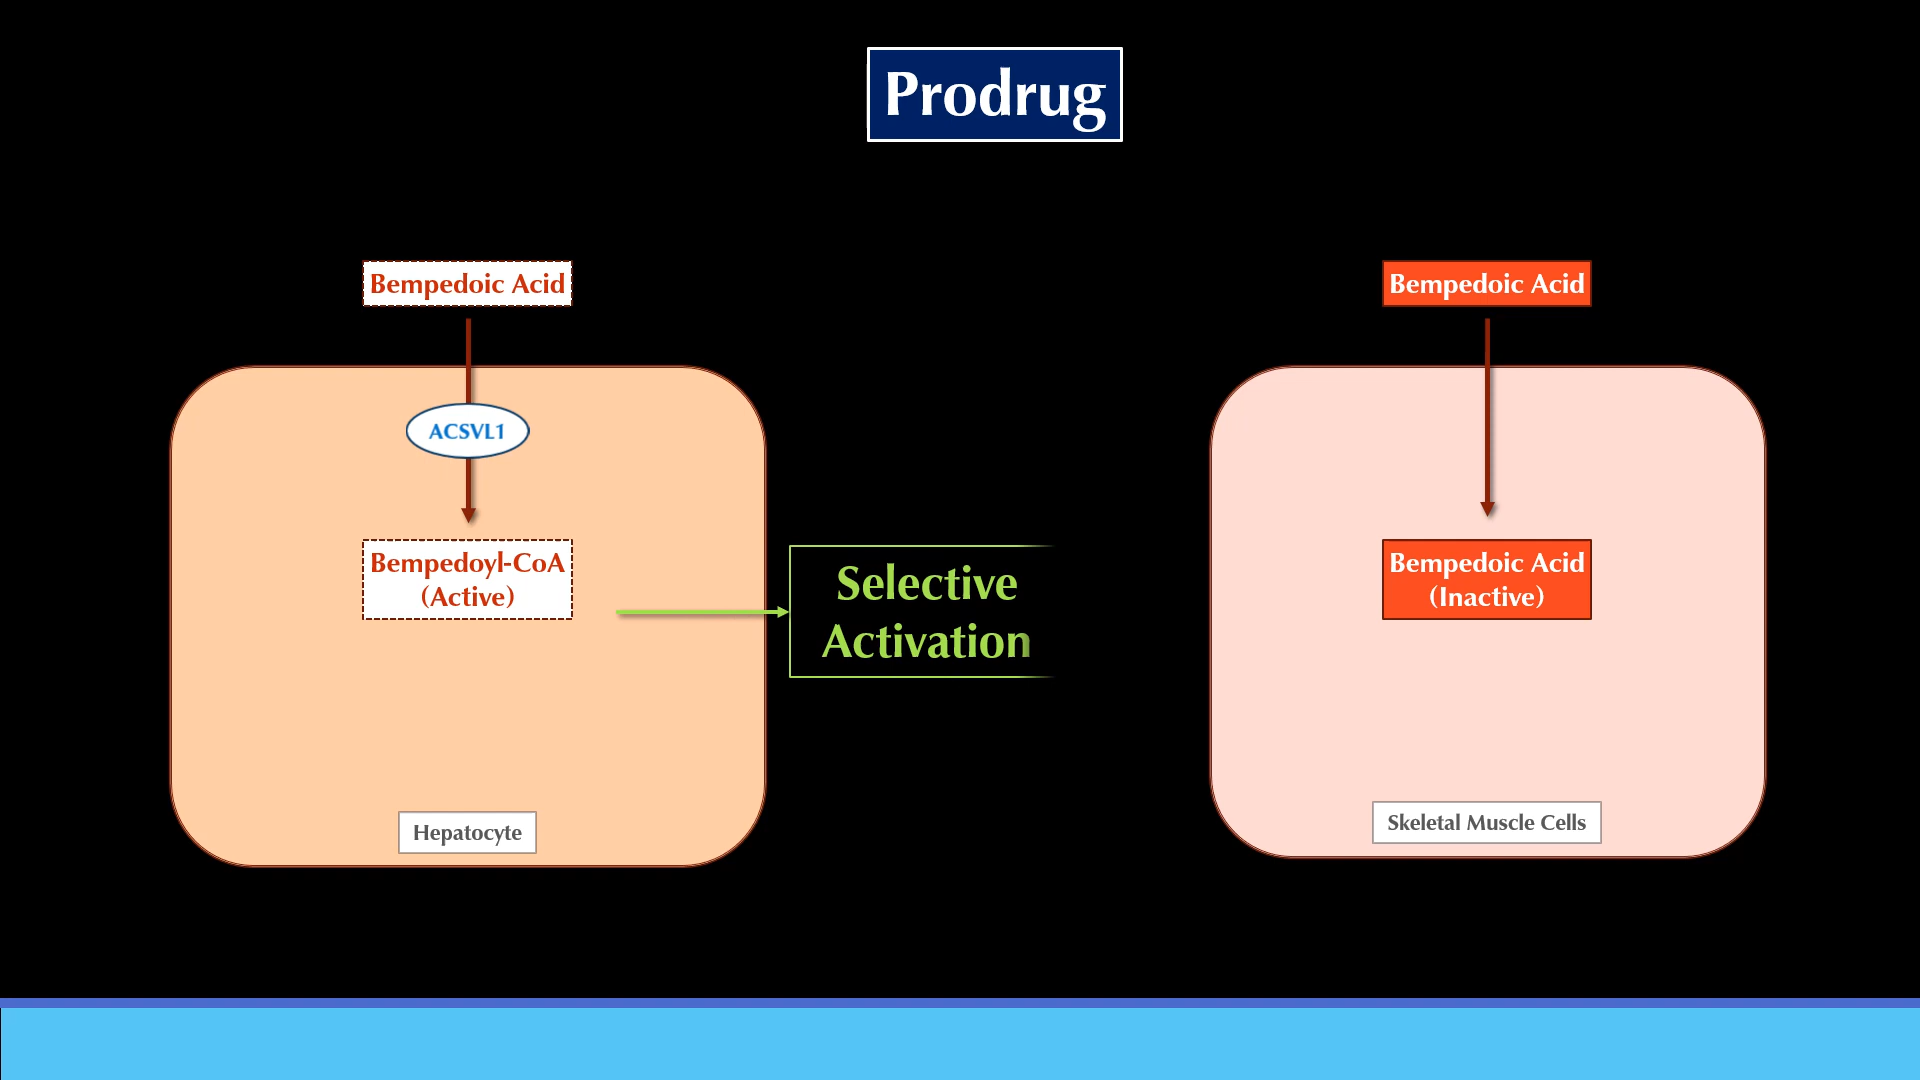 Prodrug
Bempedoic Acid
ACSVL1
Bempedoyl-CoA
(Active)
Hepatocyte
Selective
Activation
Bempedoic Acid
Bempedoic Acid
(Inactive)
Skeletal Muscle Cells